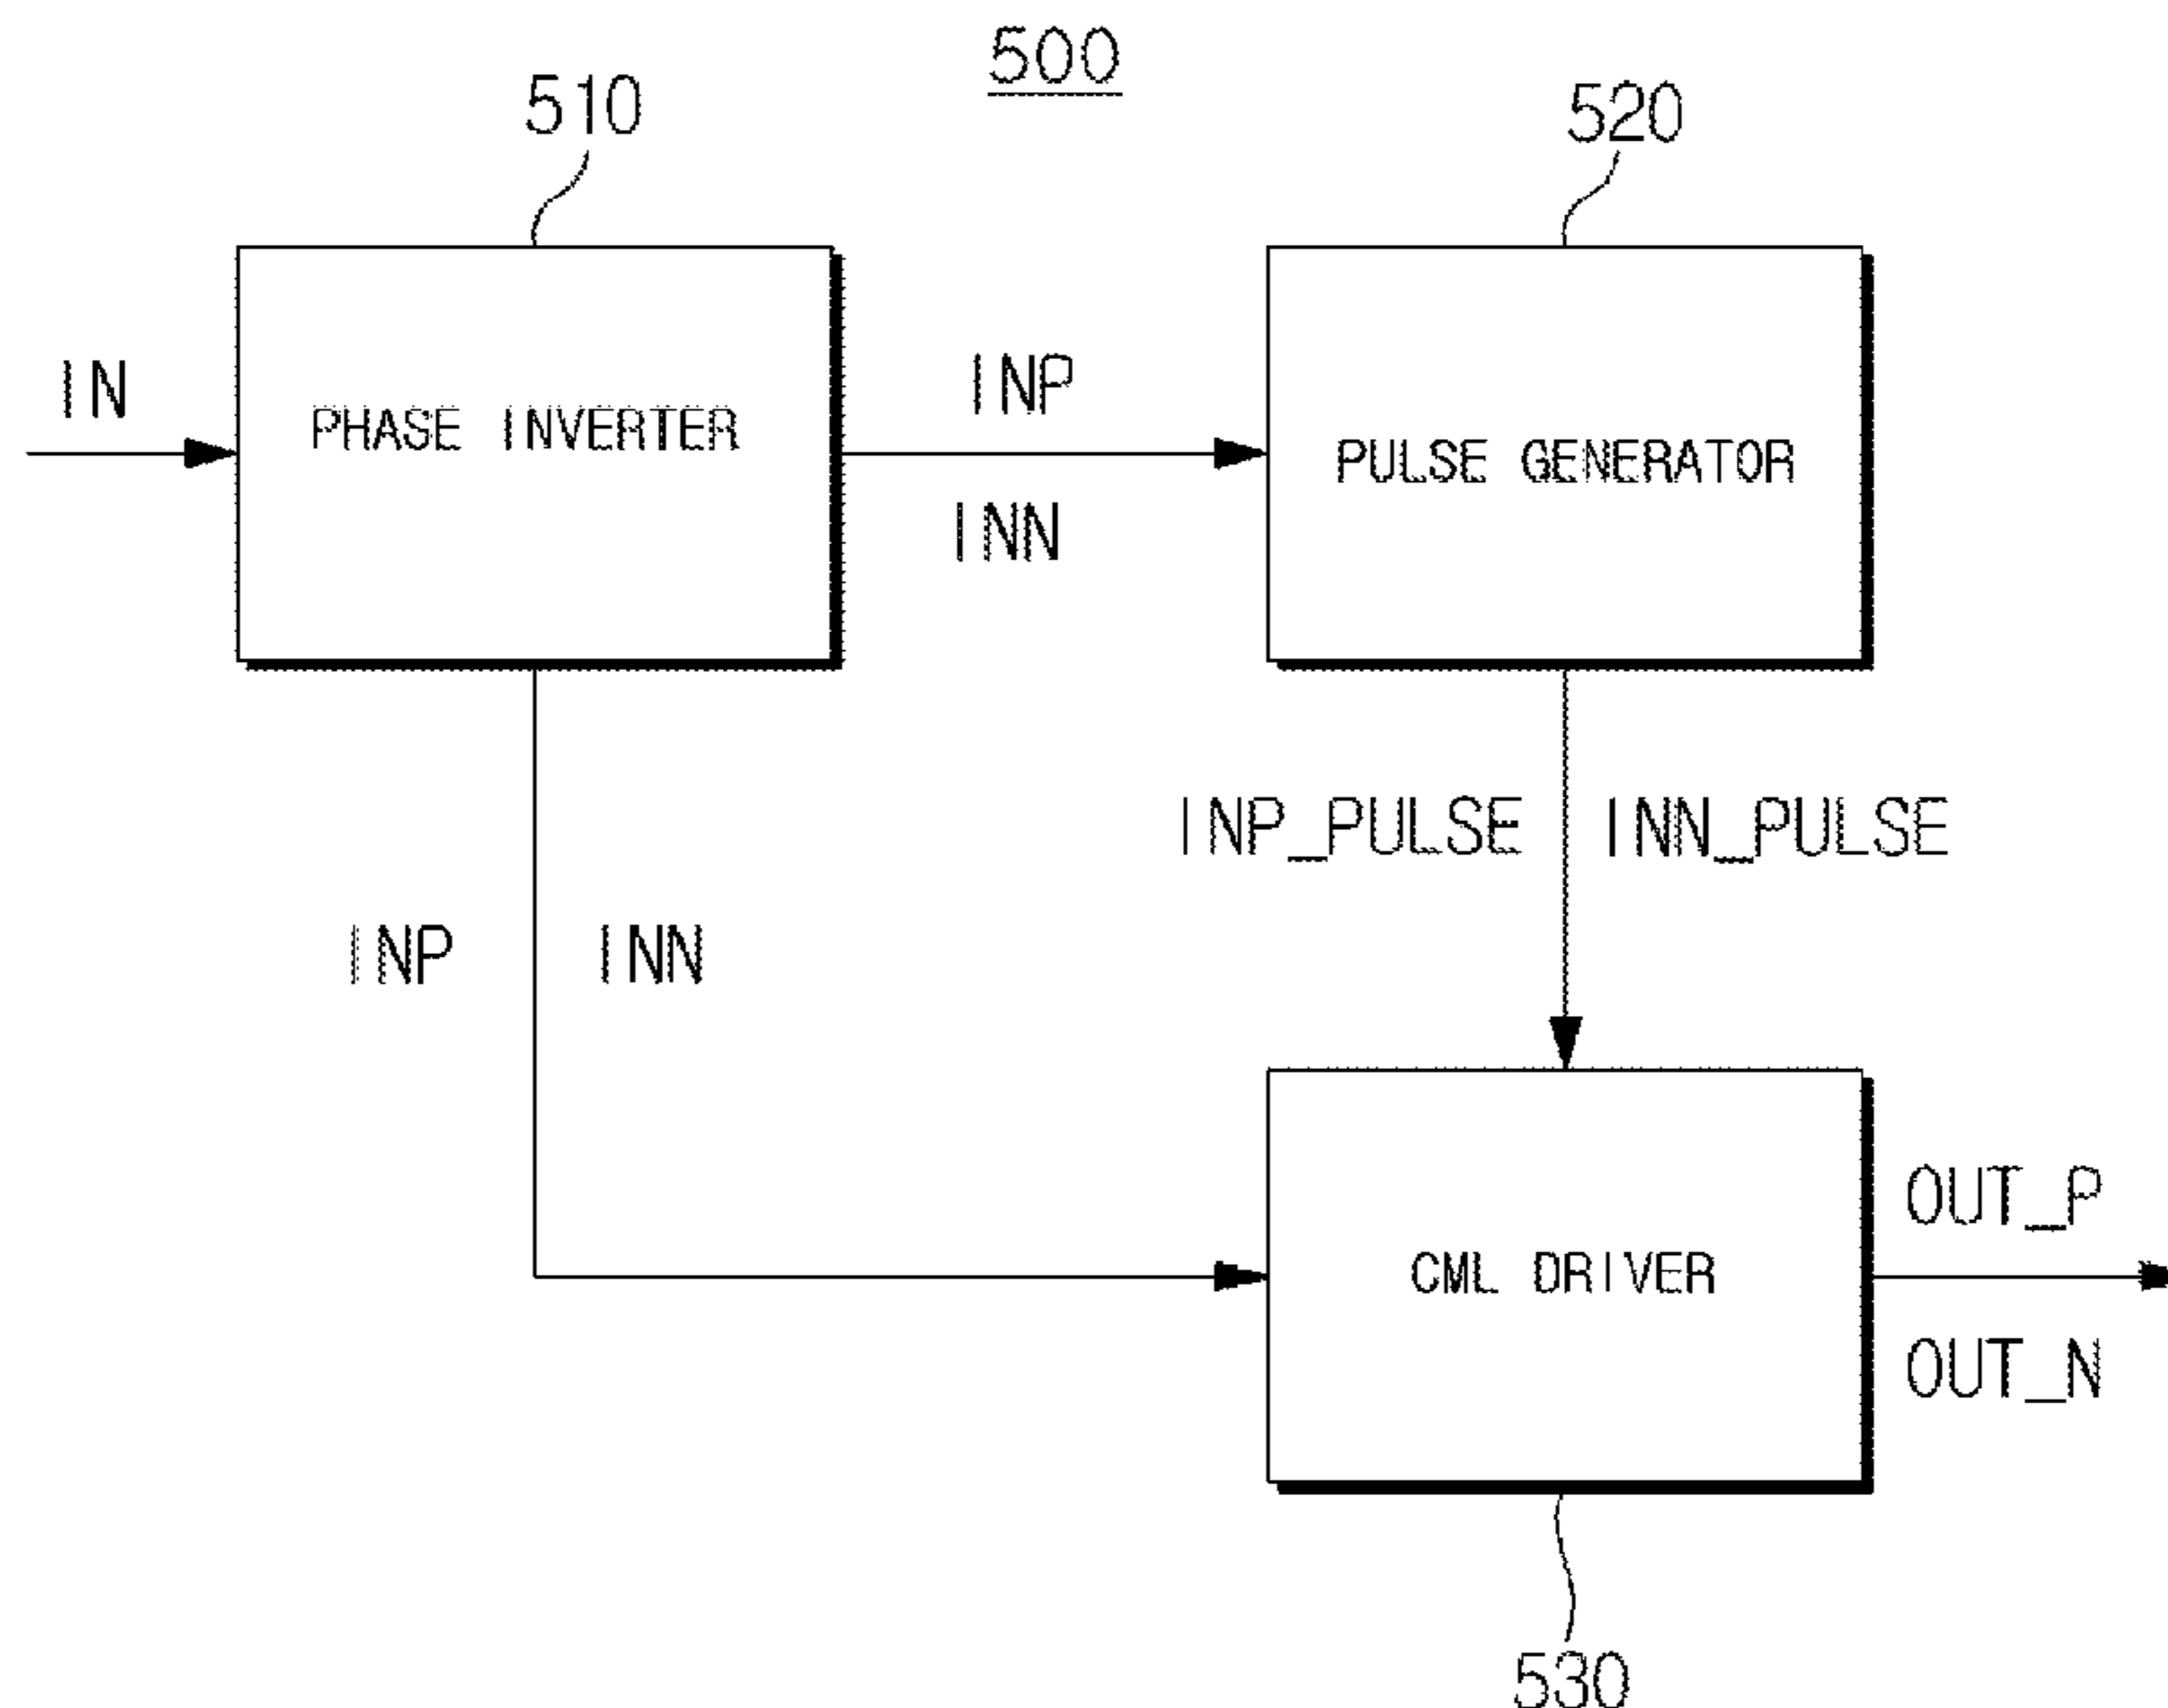 500
510
520
IN
PHASE INVERTER
INP
INN
PULSE GENERATOR
INP_PULSE
INN_PULSE
INP
INN
CML DRIVER
OUT_P
OUT_N
530